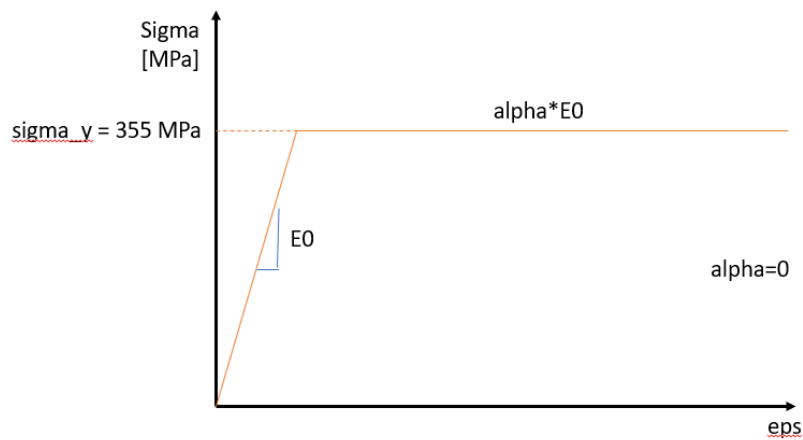 Sigma
[MPa]
alpha*E0
sigma_y = 355 MPa
E0
alpha=0
eps